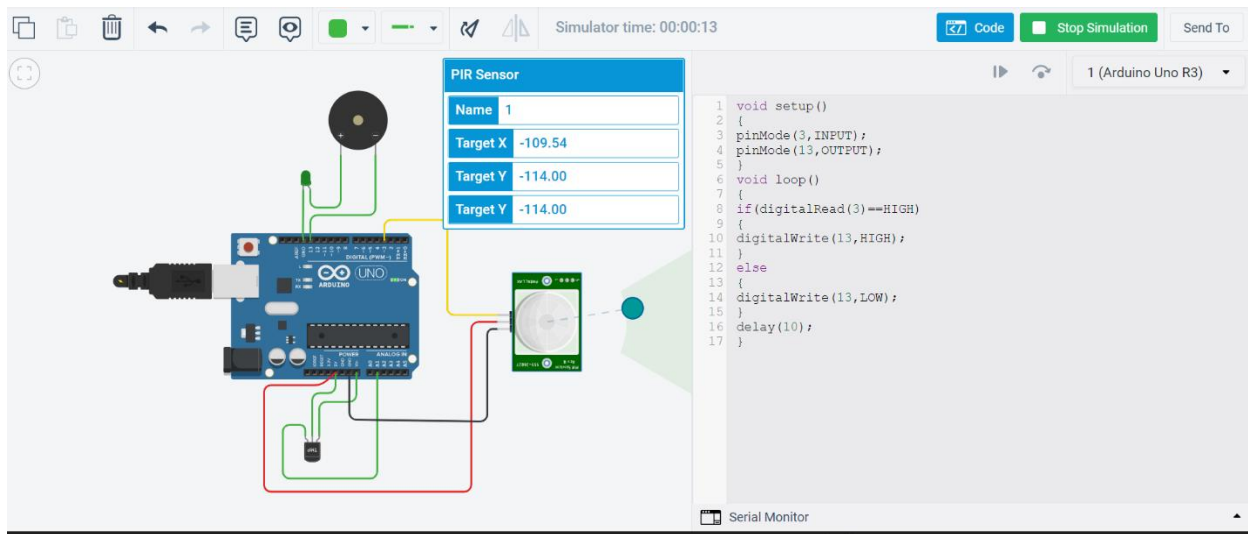 Simulator time: 00:00:13
Code
Stop Simulation
Send To
PIR Sensor
Name 1
Target X -109.54
Target Y -114.00
Target Y -114.00
1 (Arduino Uno R3)
1 void setup()
2 {
3 pinMode(3,INPUT);
4 pinMode(13,OUTPUT);
5 }
6 void loop()
7 {
8 if(digitalRead(3)==HIGH)
9 {
10 digitalWrite(13,HIGH);
11 }
12 else
13 {
14 digitalWrite(13,LOW);
15 }
16 delay(10);
17 }
DIGITAL (PWM~)
UNO
ARDUINO
POWER
ANALOG IN
TMP
Serial Monitor